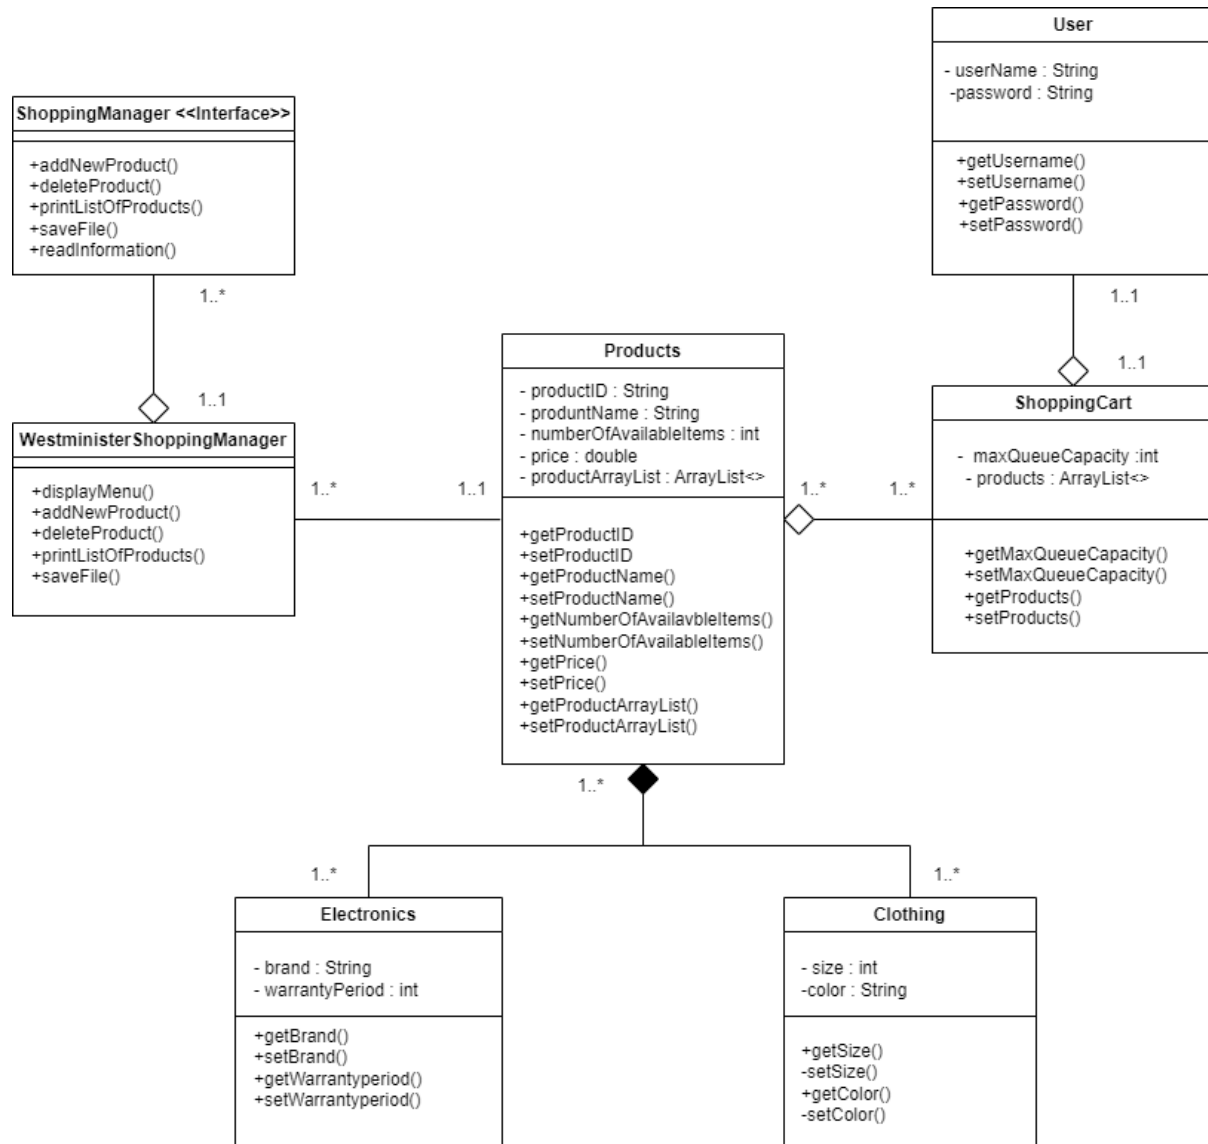 User
- userName : String
-password : String
+getUsername()
+setUsername()
+getPassword()
+setPassword()
ShoppingManager <<Interface>>
+addNewProduct()
+deleteProduct()
+printListOfProducts()
+saveFile()
+readInformation()
1..*
1..1
1..1
1..1
WestministerShoppingManager
+displayMenu()
+addNewProduct()
+deleteProduct()
+printListOfProducts()
+saveFile()
1..*
1..1
Products
- productID : String
- produntName : String
- numberOfAvailableItems : int
- price : double
- productArrayList : ArrayList<>
+getProductID
+setProductID
+getProductName()
+setProductName()
+getNumberOfAvailavbleItems()
+setNumberOfAvailableItems()
+getPrice()
+setPrice()
+getProductArrayList()
+setProductArrayList()
1..*
1..*
ShoppingCart
- maxQueueCapacity :int
- products : ArrayList<>
+getMaxQueueCapacity()
+setMaxQueueCapacity()
+getProducts()
+setProducts()
1..*
1..*
1..*
Electronics
- brand : String
- warrantyPeriod : int
+getBrand()
+setBrand()
+getWarrantyperiod()
+setWarrantyperiod()
Clothing
- size : int
-color : String
+getSize()
-setSize()
+getColor()
-setColor()